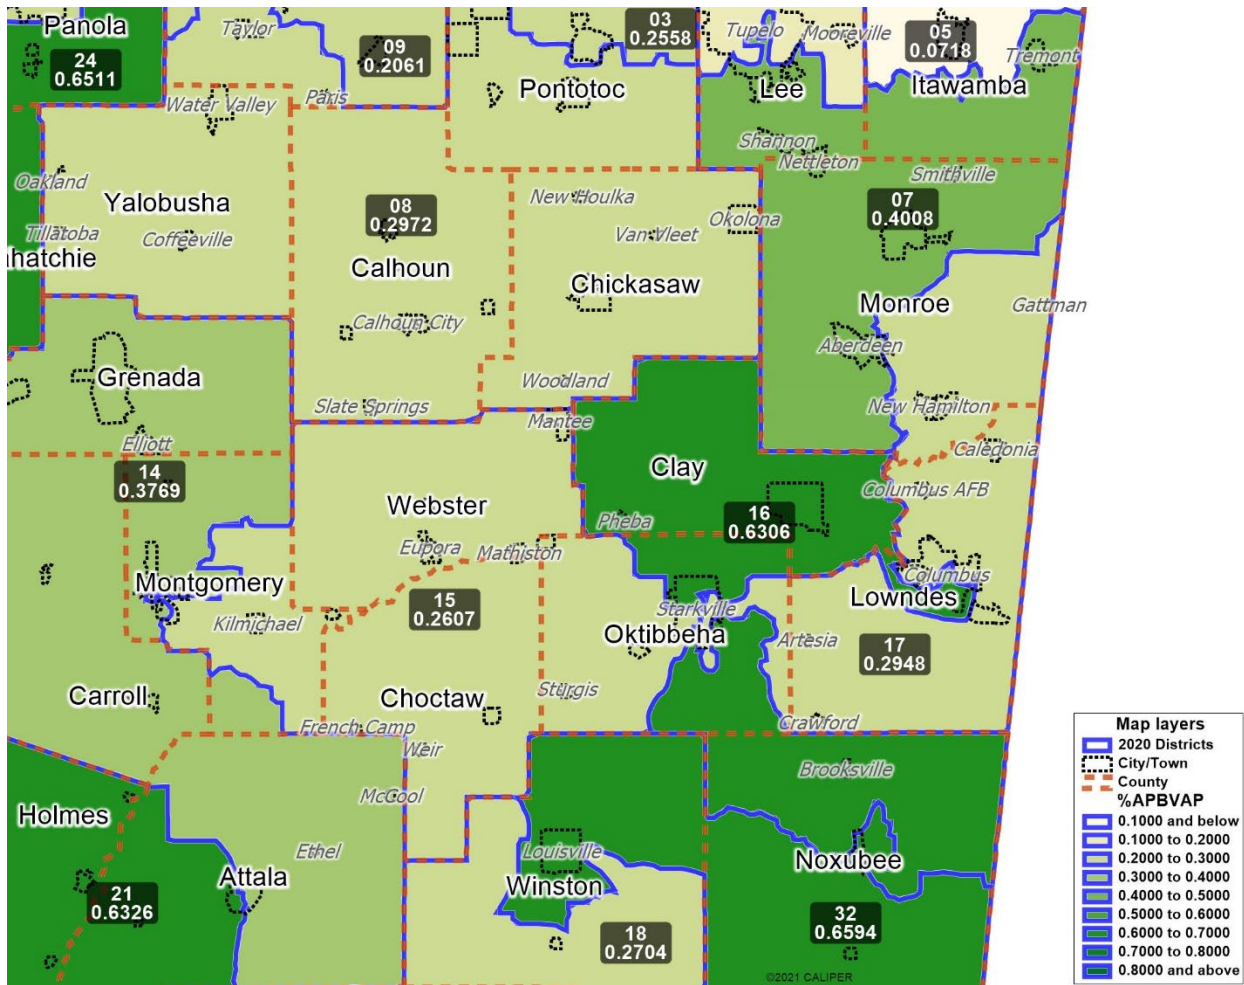 Panola
24
0.6511
Taylor
09
0.2061
03
0.2558
Tupelo
Mooreville
05
0.0718
Tremont
Water Valley
Paris
Pontotoc
Lee
Itawamba
Shannon
Nettleton
Smithville
Oakland
Yalobusha
08
0.2972
New Houlka
Okolona
07
0.4008
Tillatoba
Coffeeville
Van Vleet
ahatchie
Calhoun
Chickasaw
Monroe
Gattman
Calhoun City
Aberdeen
Grenada
Woodland
Slate Springs
Mantee
New Hamilton
Elliott
Caledonia
14
0.3769
Clay
Columbus AFB
Webster
Pheba
16
0.6306
Eupora
Mathiston
Montgomery
Columbus
15
0.2607
Starkville
Lowndes
Kilmichael
Oktibbeha
Artesia
17
0.2948
Carroll
Choctaw
Sturgis
French Camp
Weir
Crawford
Brooksville
McCool
Holmes
Ethel
Louisville
Noxubee
Attala
Winston
21
0.6326
18
0.2704
32
0.6594
©2021 CALIPER
Map layers
2020 Districts
City/Town
County
%APBVAP
0.1000 and below
0.1000 to 0.2000
0.2000 to 0.3000
0.3000 to 0.4000
0.4000 to 0.5000
0.5000 to 0.6000
0.6000 to 0.7000
0.7000 to 0.8000
0.8000 and above